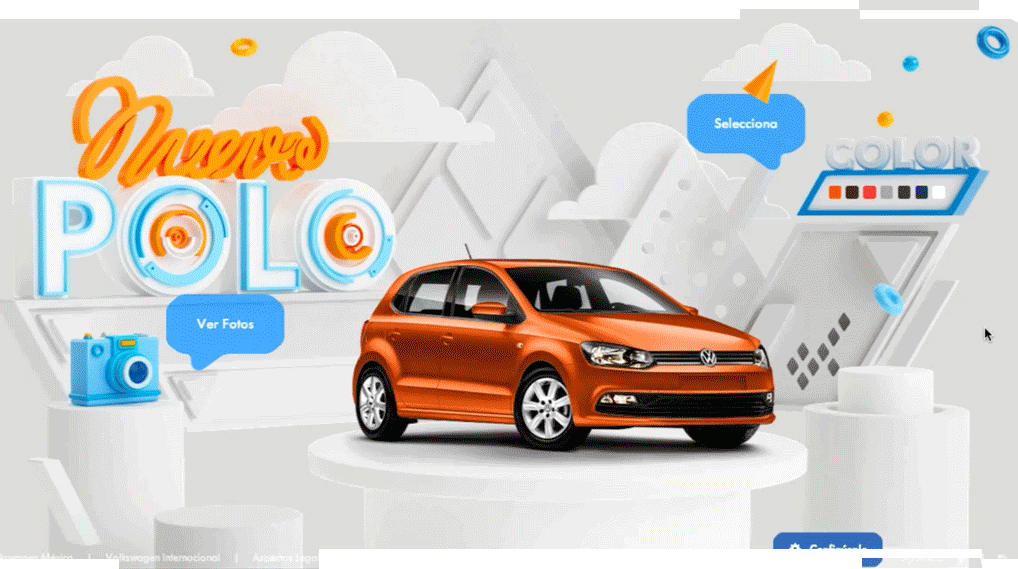 Nuevo
POLO
Selecciona
COLOR
Ver Fotos
Volkswagen Internacional